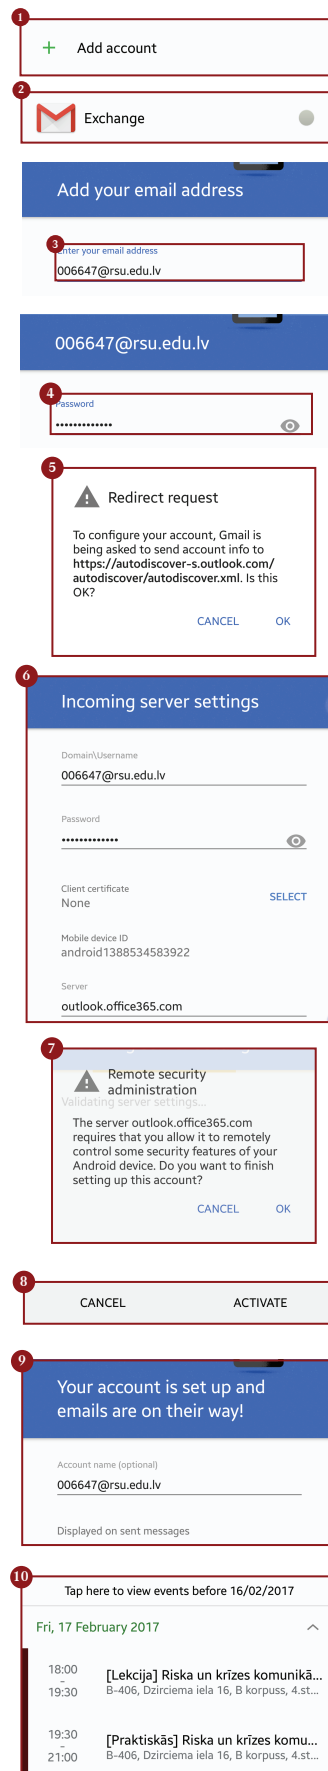 1
Add account
2
Exchange
Add your email address
3
Enter your email address
006647@rsu.edu.lv
006647@rsu.edu.lv
4
Password
5
Redirect request
To configure your account, Gmail is
being asked to send account info to
https://autodiscover-s.outlook.com/
autodiscover/autodiscover.xml. Is this
OK?
CANCEL OK
6
Incoming server settings
Domain\Username
006647@rsu.edu.lv
Password
Client certificate
None
SELECT
Mobile device ID
android1388534583922
Server
outlook.office365.com
7
Remote security
administration
Validating server settings...
The server outlook.office365.com
requires that you allow it to remotely
control some security features of your
Android device. Do you want to finish
setting up this account?
CANCEL OK
8
CANCEL ACTIVATE
9
Your account is set up and
emails are on their way!
Account name (optional)
006647@rsu.edu.lv
Displayed on sent messages
10
Tap here to view events before 16/02/2017
Fri, 17 February 2017
18:00
–
19:30
[Lekcija] Riska un krīzes komunikā...
B-406, Dzirciema iela 16, B korpuss, 4.st...
19:30
–
21:00
[Praktiskās] Riska un krīzes komu...
B-406, Dzirciema iela 16, B korpuss, 4.st...